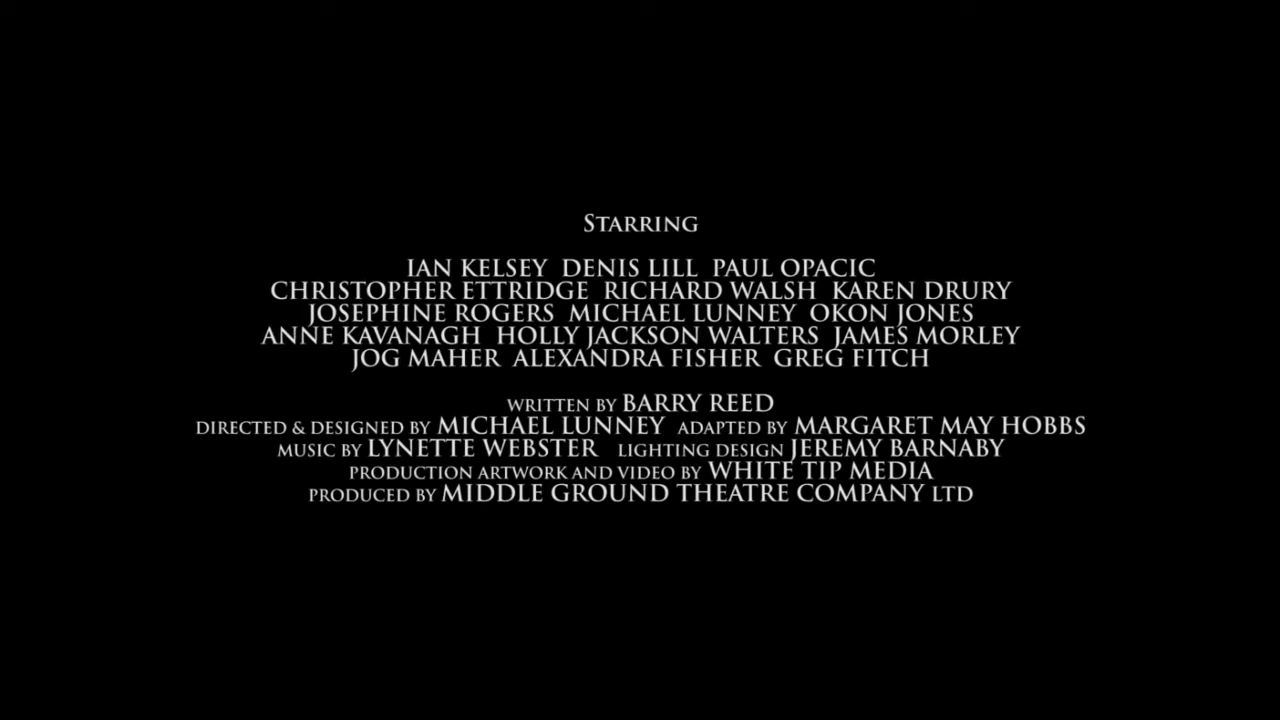 STARRING
IAN KELSEY DENIS LILL PAUL OPACIC
CHRISTOPHER ETTRIDGE RICHARD WALSH KAREN DRURY
JOSEPHINE ROGERS MICHAEL LUNNEY OKON JONES
ANNE KAVANAGH HOLLY JACKSON WALTERS JAMES MORLEY
JOG MAHER ALEXANDRA FISHER GREG FITCH
WRITTEN BY BARRY REED
DIRECTED & DESIGNED BY MICHAEL LUNNEY ADAPTED BY MARGARET MAY HOBBS
MUSIC BY LYNETTE WEBSTER LIGHTING DESIGN JEREMY BARNABY
PRODUCTION ARTWORK AND VIDEO BY WHITE TIP MEDIA
PRODUCED BY MIDDLE GROUND THEATRE COMPANY LTD